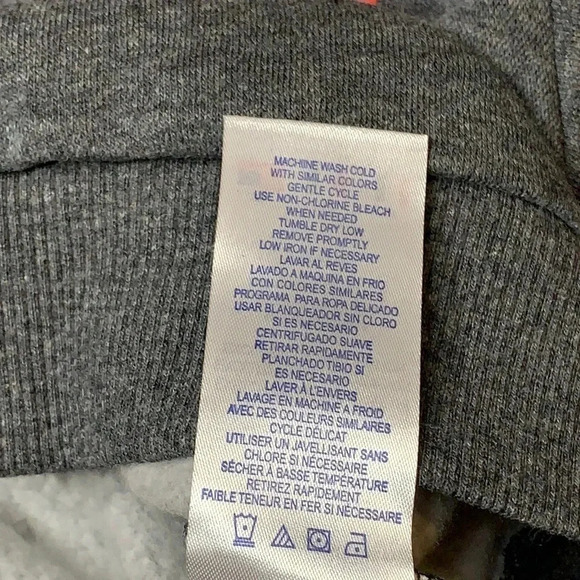 MACHIINE WASH COLD
WITH SIMILAR COLORS
GENTLE CYCLE
USE NON-CHLORINE BLEACH
WHEN NEEDED
TUMBLE DRY LOW
REMOVE PROMPTLY
LOW IRON IF NECESSARY
LAVAR AL REVES
LAVADO A MAQUINA EN FRIO
CON COLORES SIMILARES
PROGRAMA PARA ROPA DELICADO
USAR BLANQUEADOR SIN CLORO
SI ES NECESARIO
CENTRIFUGADO SUAVE
RETIRAR RAPIDAMENTE
PLANCHADO TIBIO SI
ES NECESARIO
LAVER À L'ENVERS
LAVAGE EN MACHINE A FROID
AVEC DES COULEURS SIMILAIRES
CYCLE DÉLICAT
UTILISER UN JAVELLISANT SANS
CHLORE SI NÉCESSAIRE
SÉCHER À BASSE TEMPÉRATURE
RETIREZ RAPIDEMENT
FAIBLE TENEUR EN FER SI NÉCESSAIRE